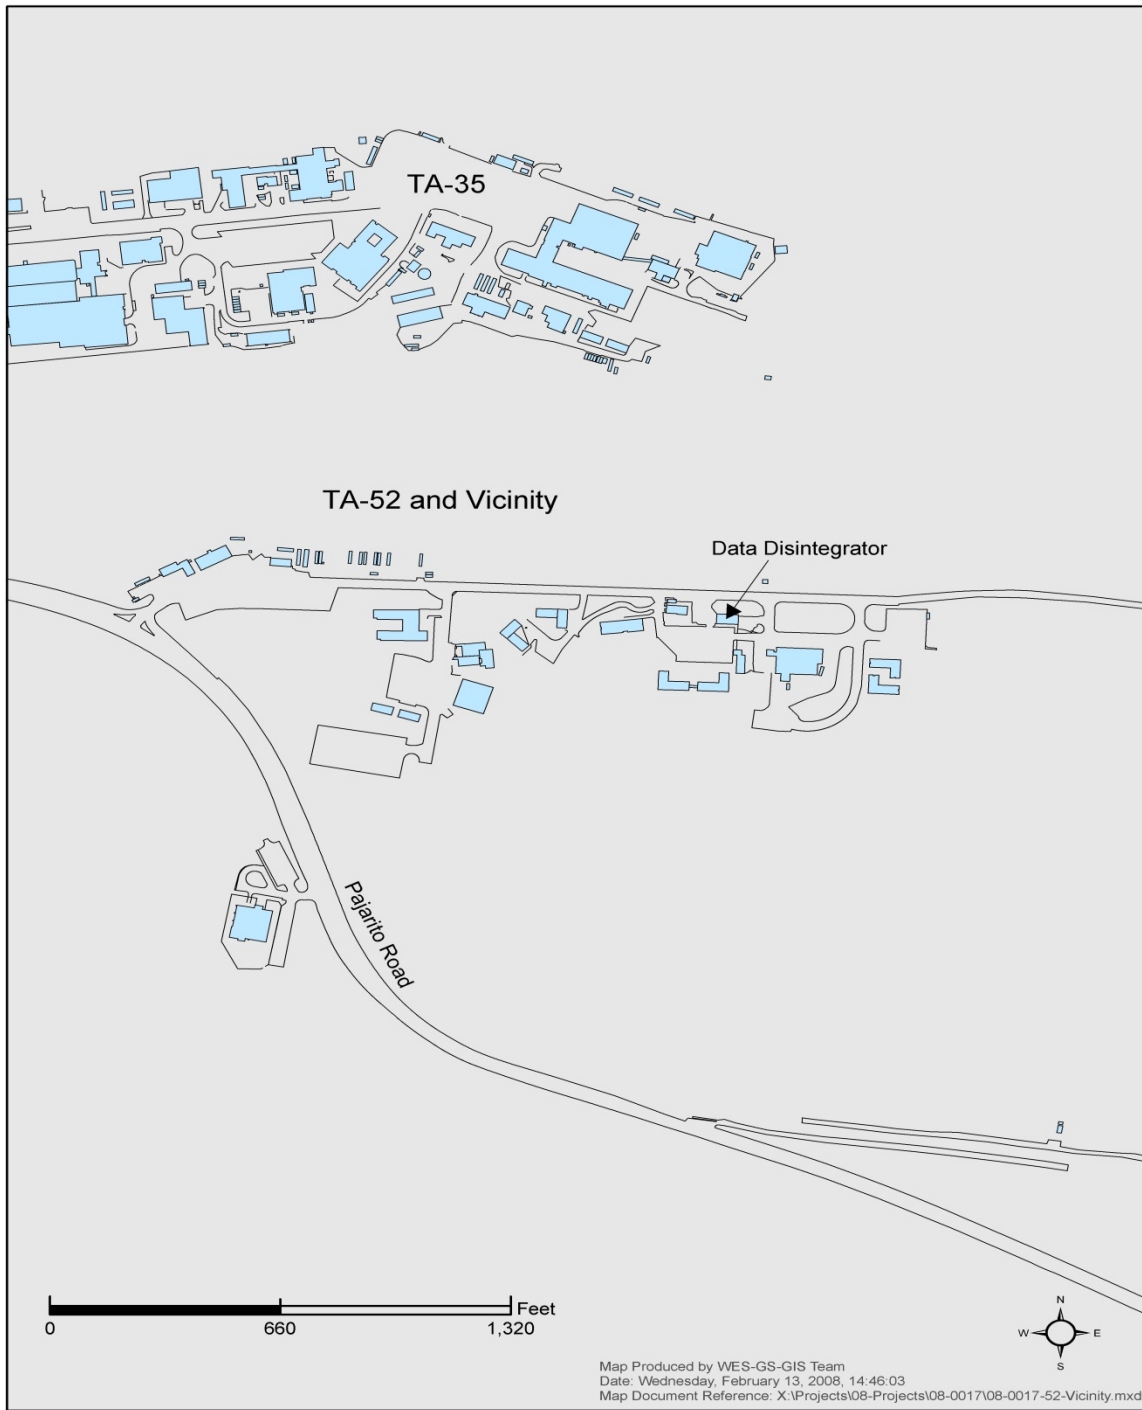 TA-35
TA-52 and Vicinity
Data Disintegrator
Pajarito Road
Feet
0 660 1,320
N
W E
S
Map Produced by WES-GS-GIS Team
Date: Wednesday, February 13, 2008, 14:46:03
Map Document Reference: X:\Projects\08-Projects\08-0017\08-0017-52-Vicinity.mxd